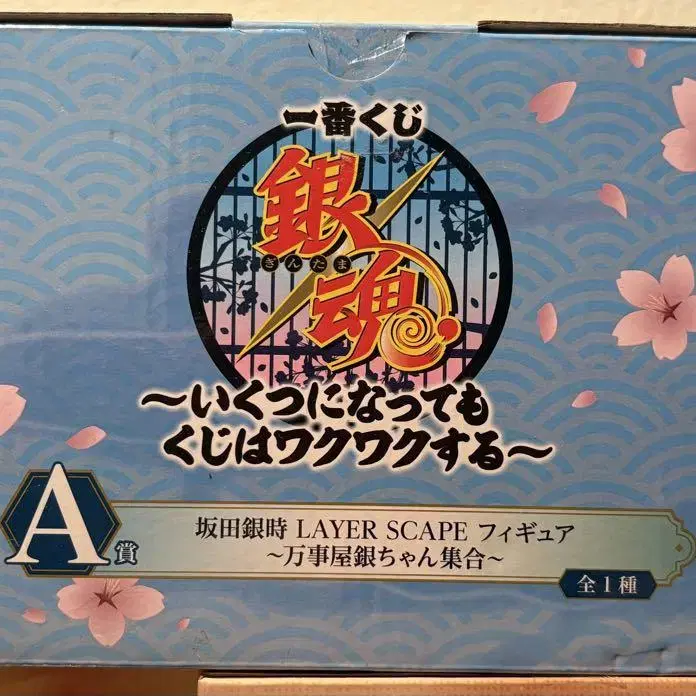 一番くじ
銀魂
ぎんたま
～いくつになっても
くじはワクワクする～
A賞
坂田銀時 LAYER SCAPE フィギュア
～万事屋銀ちゃん集合～
全1種